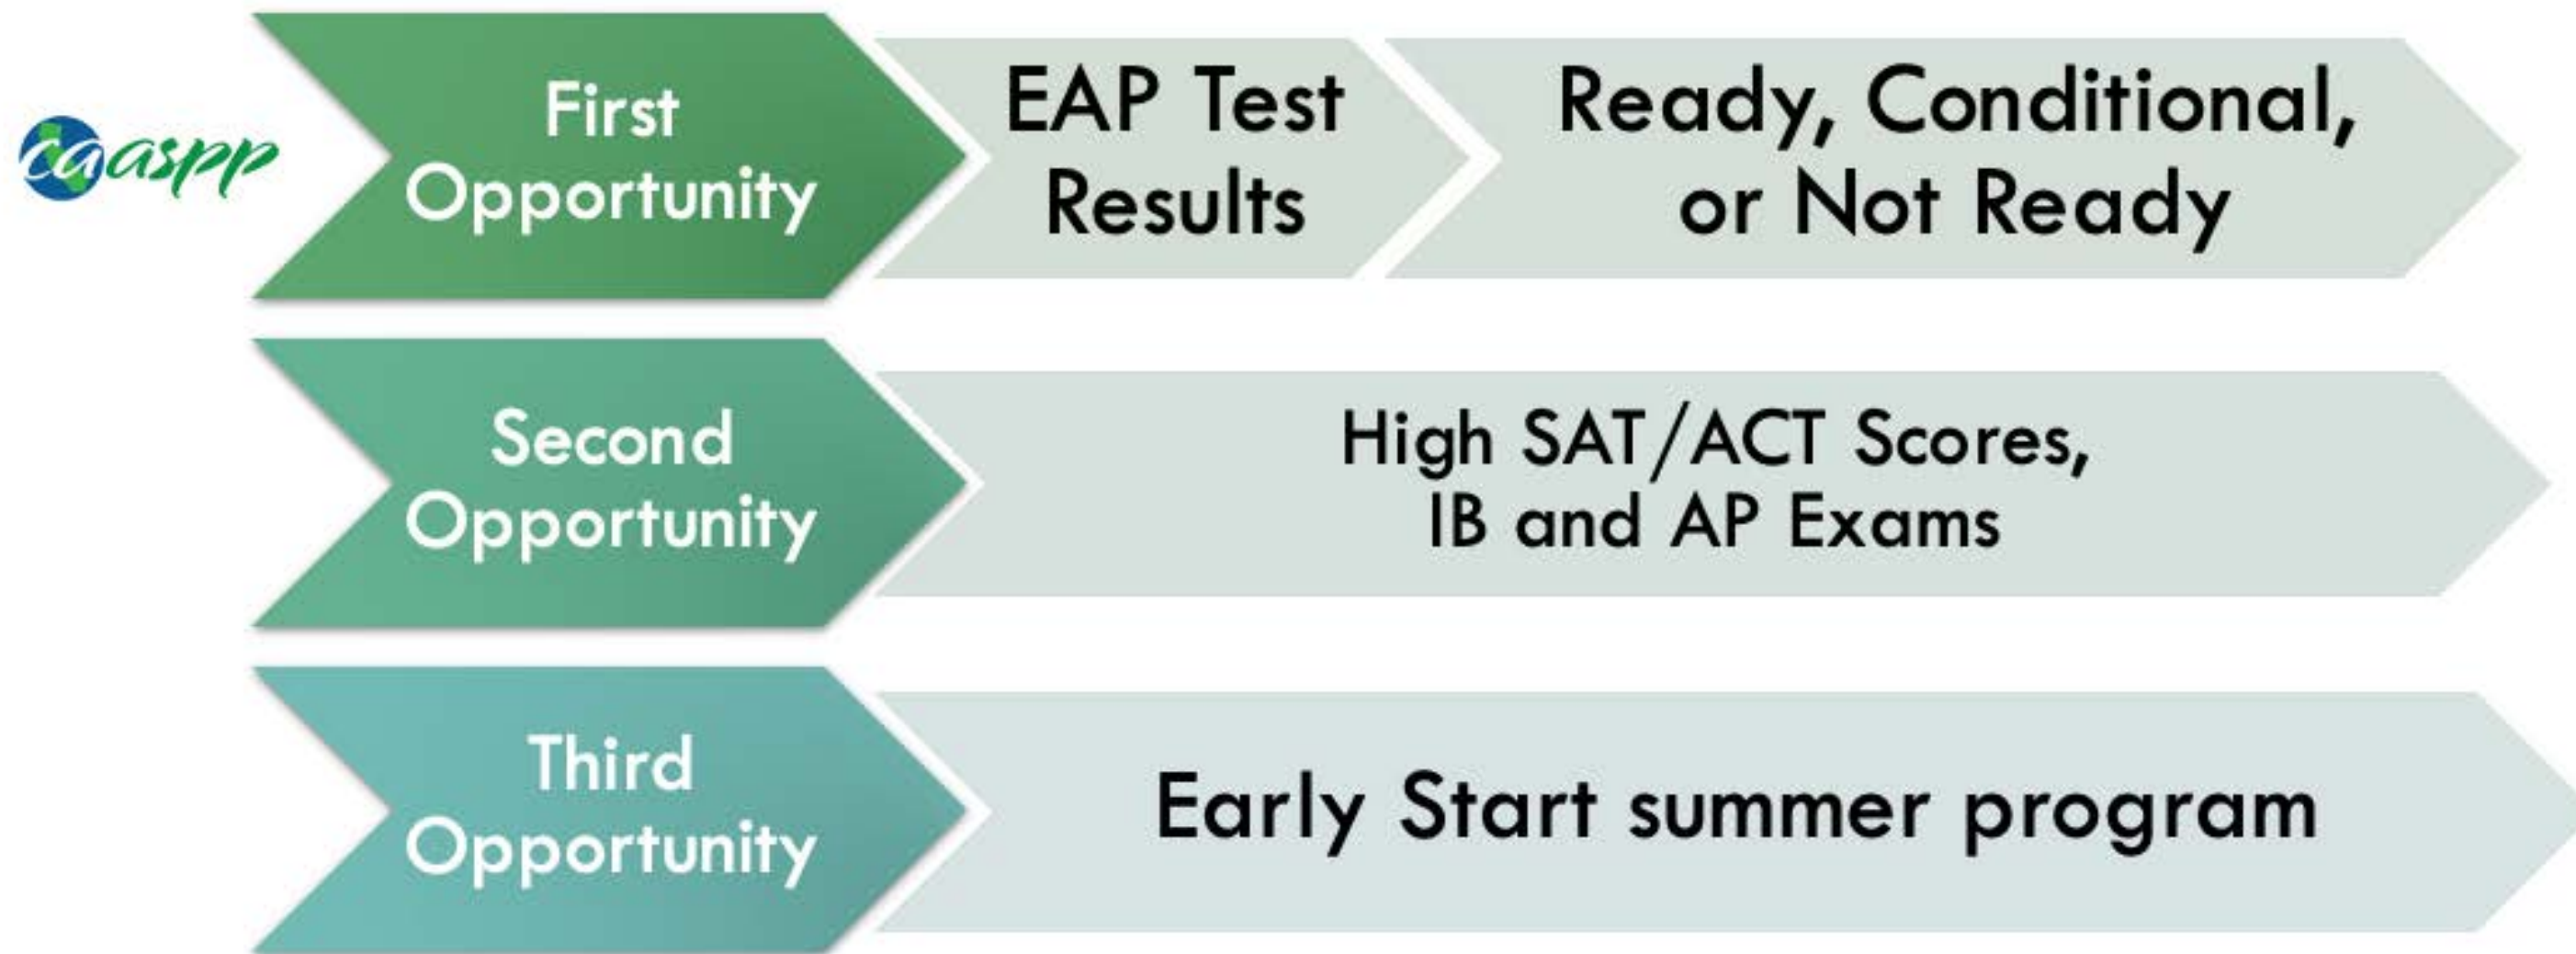 caaspp
First
Opportunity
EAP Test
Results
Ready, Conditional,
or Not Ready
Second
Opportunity
High SAT/ACT Scores,
IB and AP Exams
Third
Opportunity
Early Start summer program